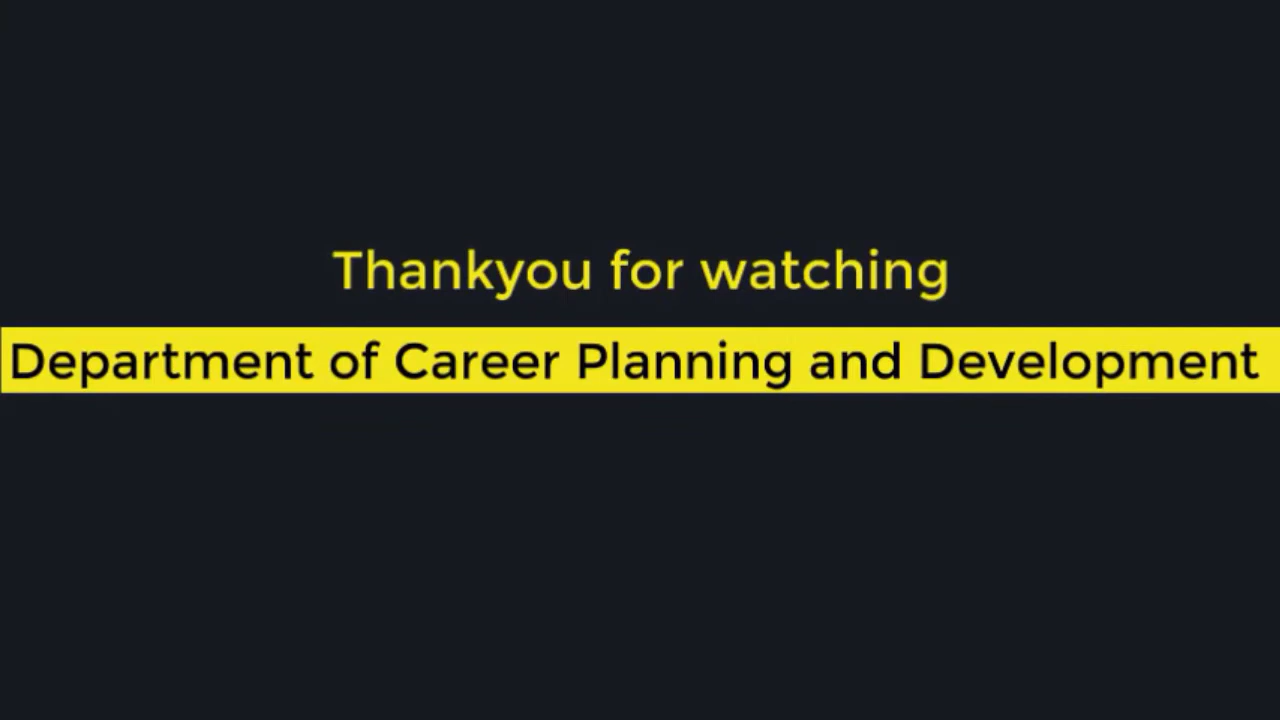 Thankyou for watching
Department of Career Planning and Development